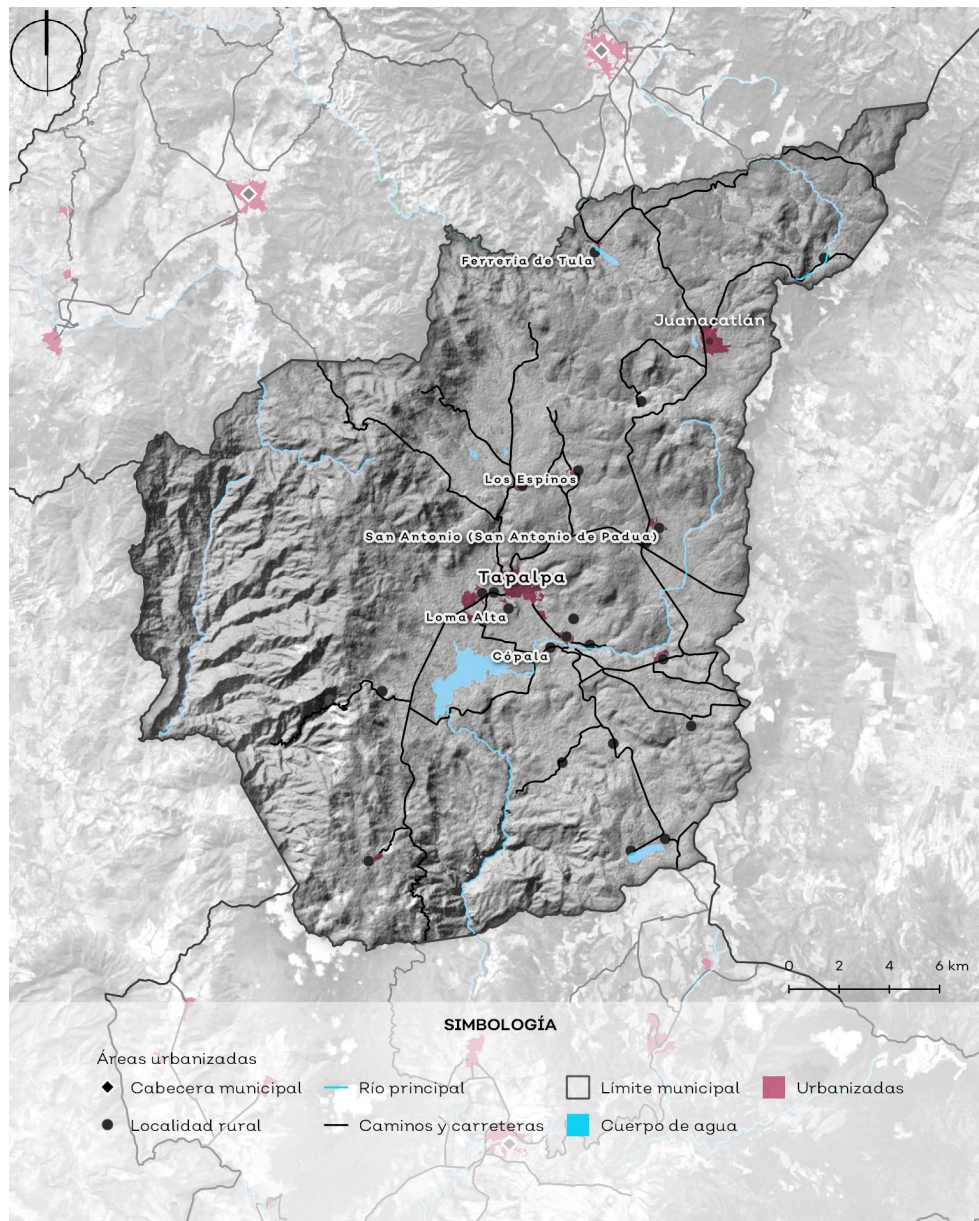 Ferrería de Tula
Juanacatlán
Los Espinos
San Antonio (San Antonio de Padua)
Tapalpa
Loma Alta
Cópala
0 2 4 6 km
SIMBOLOGÍA
Áreas urbanizadas
Cabecera municipal Río principal Límite municipal Urbanizadas
Localidad rural Caminos y carreteras Cuerpo de agua